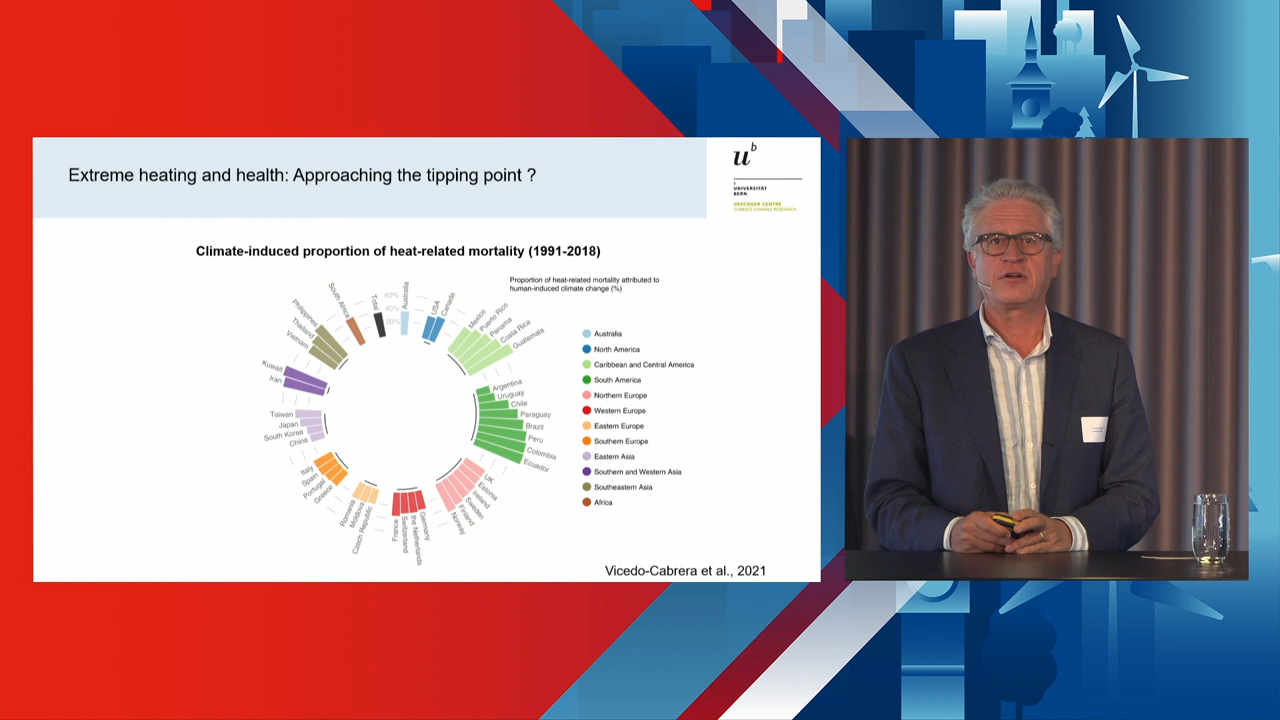 Extreme heating and health: Approaching the tipping point ?
u^b
b
UNIVERSITÄT
BERN
OESCHGER CENTRE
CLIMATE CHANGE RESEARCH
Climate-induced proportion of heat-related mortality (1991-2018)
Proportion of heat-related mortality attributed to
human-induced climate change (%)
60%
40%
20%
Australia
USA
Canada
Mexico
Puerto Rico
Panama
Costa Rica
Guatemala
Argentina
Uruguay
Chile
Paraguay
Brazil
Peru
Colombia
Ecuador
UK
Estonia
Ireland
Sweden
Finland
Norway
Germany
the Netherlands
Switzerland
France
Czech Republic
Moldova
Romania
Greece
Portugal
Spain
Italy
China
South Korea
Japan
Taiwan
Iran
Kuwait
Vietnam
Thailand
Philippines
South Africa
Total
Australia
North America
Caribbean and Central America
South America
Northern Europe
Western Europe
Eastern Europe
Southern Europe
Eastern Asia
Southern and Western Asia
Southeastern Asia
Africa
Vicedo-Cabrera et al., 2021